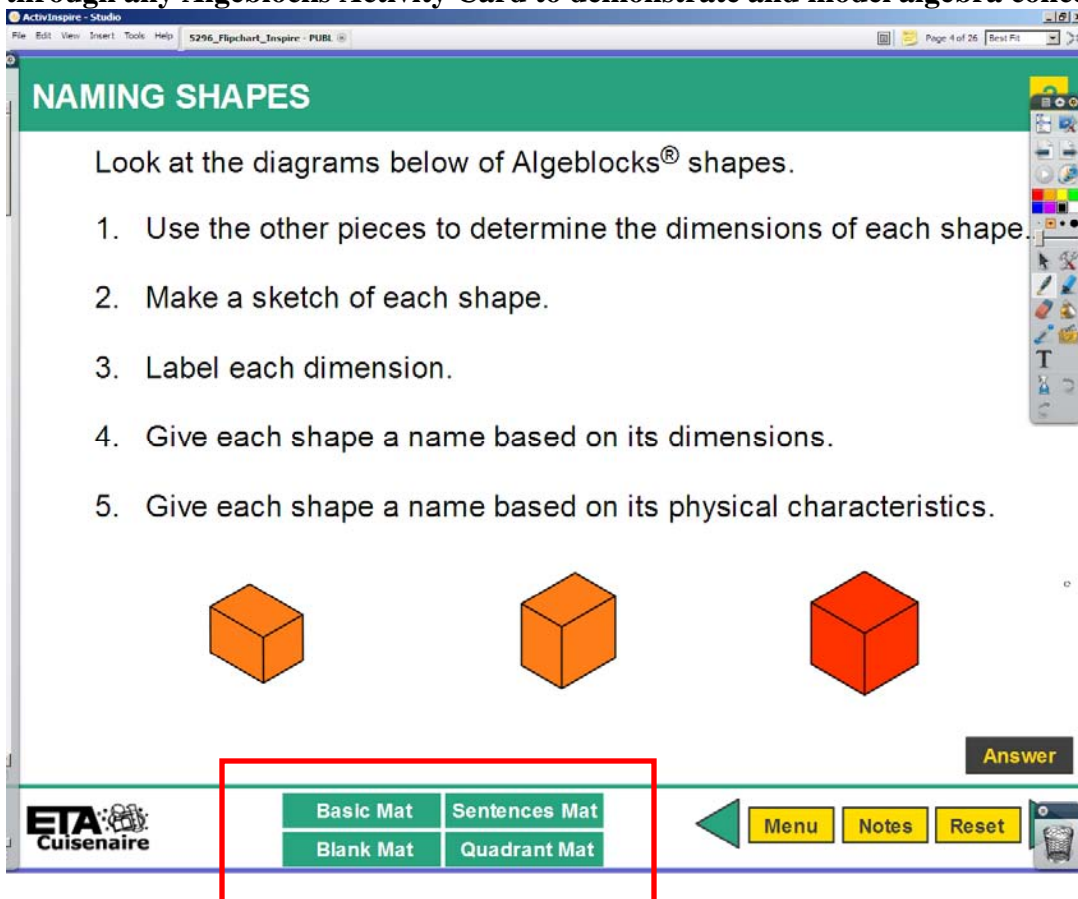 through any Algeblocks Activity Card to demonstrate and model algebra
ActivInspire - Studio
File Edit View Insert Tools Help 5296_Flipchart_Inspire - PUBL Page 4 of 26 Best Fit
NAMING SHAPES
Look at the diagrams below of Algeblocks® shapes.
1. Use the other pieces to determine the dimensions of each shape.
2. Make a sketch of each shape.
3. Label each dimension.
4. Give each shape a name based on its dimensions.
5. Give each shape a name based on its physical characteristics.
T
Answer
ETA
Cuisenaire
Basic Mat Sentences Mat
Blank Mat Quadrant Mat
Menu Notes Reset